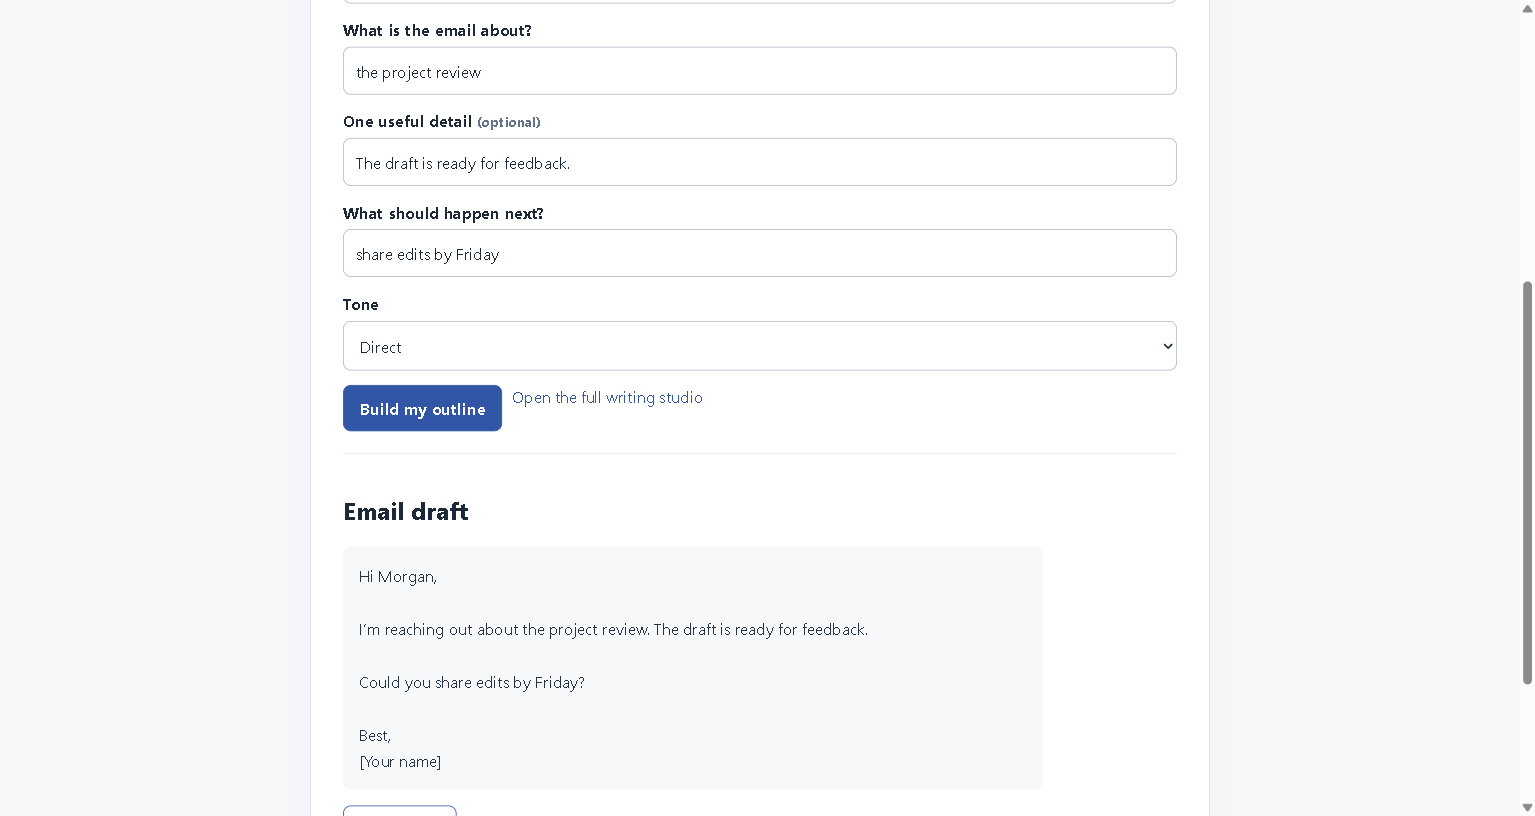 What is the email about?
the project review
One useful detail (optional)
The draft is ready for feedback.
What should happen next?
share edits by Friday
Tone
Direct
Build my outline
Open the full writing studio
Email draft
Hi Morgan,
I’m reaching out about the project review. The draft is ready for feedback.
Could you share edits by Friday?
Best,
[Your name]